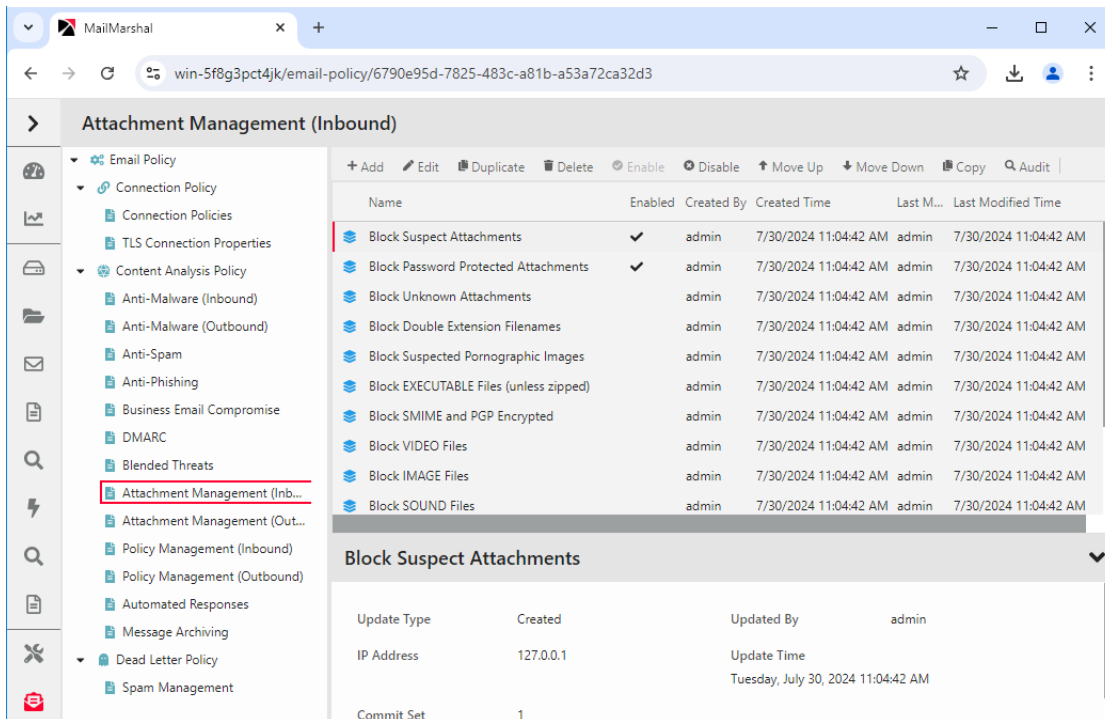 MailMarshal
win-5f8g3pct4jk/email-policy/6790e95d-7825-483c-a81b-a53a72ca32d3
Attachment Management (Inbound)
Email Policy
Connection Policy
Connection Policies
TLS Connection Properties
Content Analysis Policy
Anti-Malware (Inbound)
Anti-Malware (Outbound)
Anti-Spam
Anti-Phishing
Business Email Compromise
DMARC
Blended Threats
Attachment Management (Inb...
Attachment Management (Out...
Policy Management (Inbound)
Policy Management (Outbound)
Automated Responses
Message Archiving
Dead Letter Policy
Spam Management
Add Edit Duplicate Delete Enable Disable Move Up Move Down Copy Audit
Name Enabled Created By Created Time Last M... Last Modified Time
Block Suspect Attachments admin 7/30/2024 11:04:42 AM admin 7/30/2024 11:04:42 AM
Block Password Protected Attachments admin 7/30/2024 11:04:42 AM admin 7/30/2024 11:04:42 AM
Block Unknown Attachments admin 7/30/2024 11:04:42 AM admin 7/30/2024 11:04:42 AM
Block Double Extension Filenames admin 7/30/2024 11:04:42 AM admin 7/30/2024 11:04:42 AM
Block Suspected Pornographic Images admin 7/30/2024 11:04:42 AM admin 7/30/2024 11:04:42 AM
Block EXECUTABLE Files (unless zipped) admin 7/30/2024 11:04:42 AM admin 7/30/2024 11:04:42 AM
Block SMIME and PGP Encrypted admin 7/30/2024 11:04:42 AM admin 7/30/2024 11:04:42 AM
Block VIDEO Files admin 7/30/2024 11:04:42 AM admin 7/30/2024 11:04:42 AM
Block IMAGE Files admin 7/30/2024 11:04:42 AM admin 7/30/2024 11:04:42 AM
Block SOUND Files admin 7/30/2024 11:04:42 AM admin 7/30/2024 11:04:42 AM
Block Suspect Attachments
Update Type Created Updated By admin
IP Address 127.0.0.1 Update Time
Tuesday, July 30, 2024 11:04:42 AM
Commit Set 1